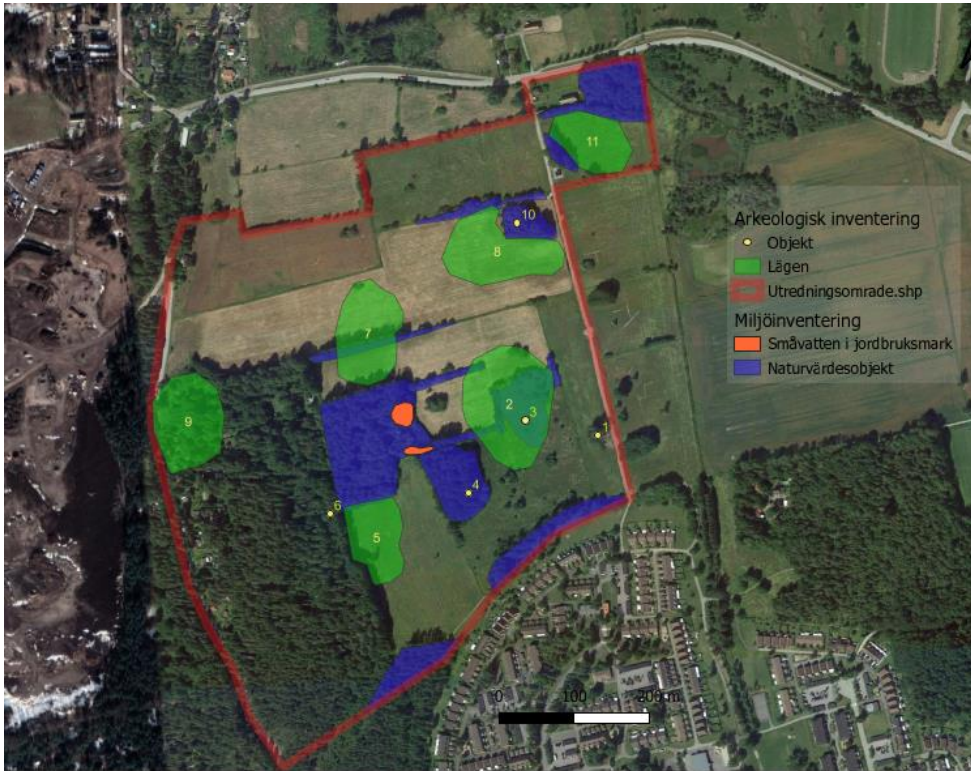 11
10
8
7
2
3
9
1
4
6
5
Arkeologisk inventering
Objekt
Lägen
Utredningsomrade.shp
Miljöinventering
Småvatten i jordbruksmark
Naturvärdesobjekt
0 100 200 m